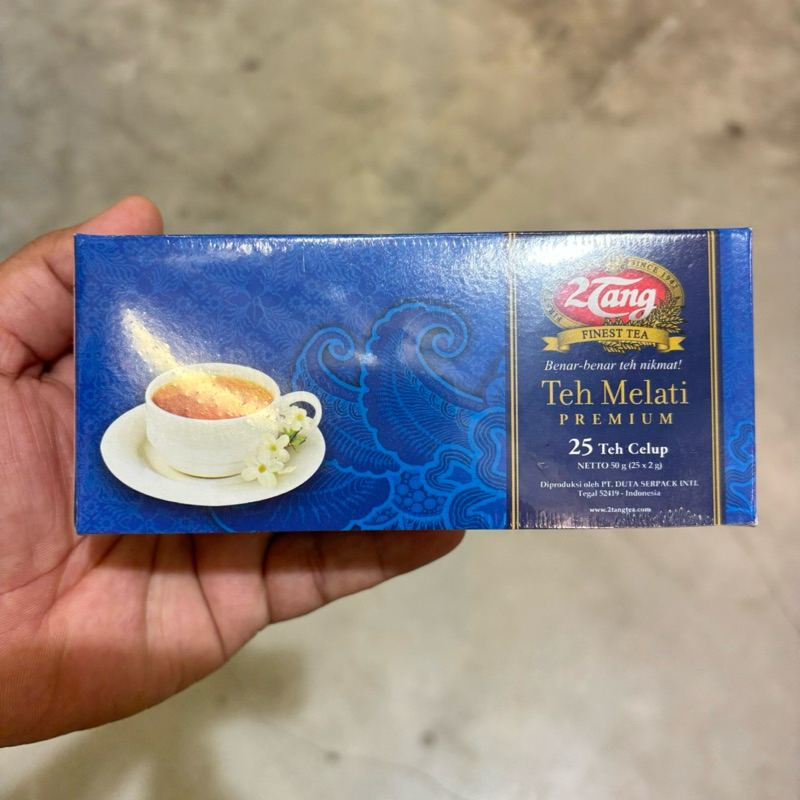 SINCE 1942
2Tang
FINEST TEA
Benar-benar teh nikmat!
Teh Melati
PREMIUM
25 Teh Celup
NETTO 50 g (25 x 2 g)
Diproduksi oleh PT. DUTA SERPACK INTI.
Tegal 52419 - Indonesia
www.2tangtea.com